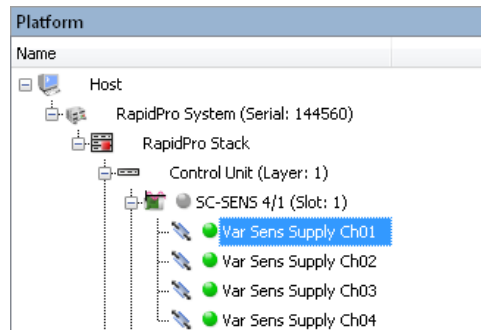 Platform
Name
Host
RapidPro System (Serial: 144560)
RapidPro Stack
Control Unit (Layer: 1)
SC-SENS 4/1 (Slot: 1)
Var Sens Supply Ch01
Var Sens Supply Ch02
Var Sens Supply Ch03
Var Sens Supply Ch04